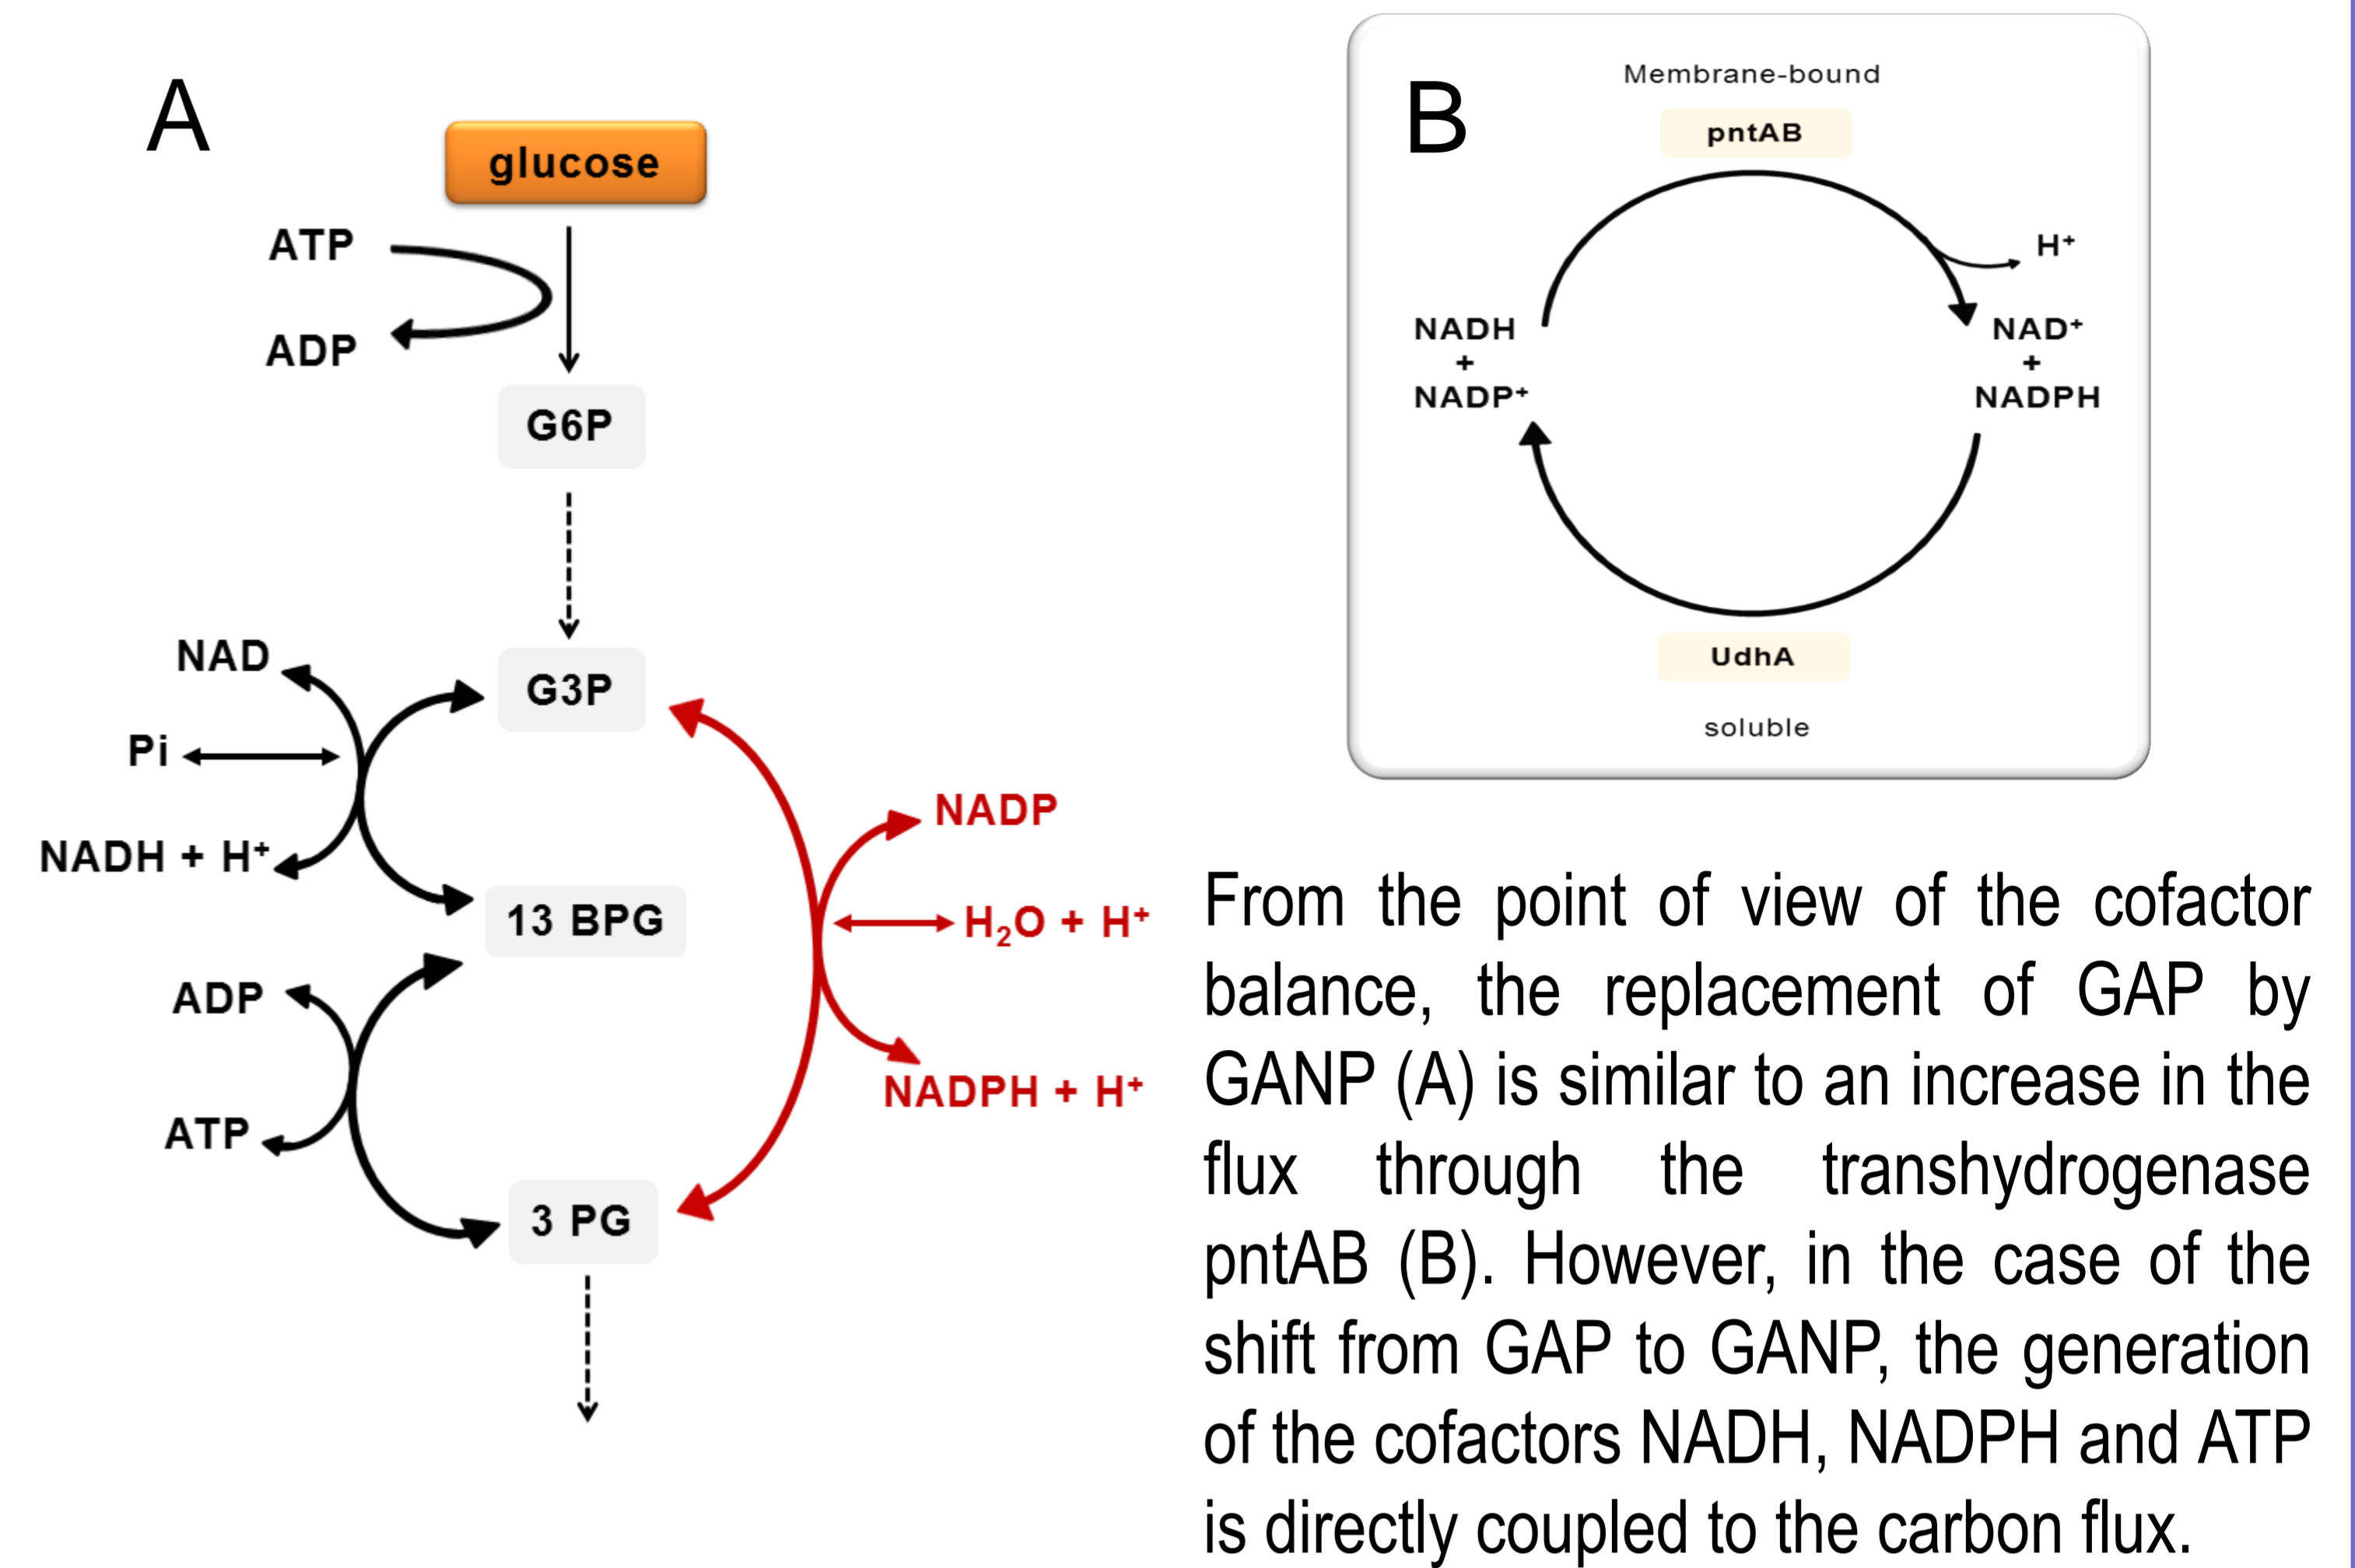 A
glucose
ATP
ADP
G6P
NAD
G3P
Pi
NADH + H⁺
13 BPG
ADP
ATP
3 PG
NADP
H₂O + H⁺
NADPH + H⁺
B
Membrane-bound
pntAB
H⁺
NADH
+
NADP⁺
NAD⁺
+
NADPH
UdhA
soluble
From the point of view of the cofactor
balance, the replacement of GAP by
GANP (A) is similar to an increase in the
flux through the transhydrogenase
pntAB (B). However, in the case of the
shift from GAP to GANP, the generation
of the cofactors NADH, NADPH and ATP
is directly coupled to the carbon flux.